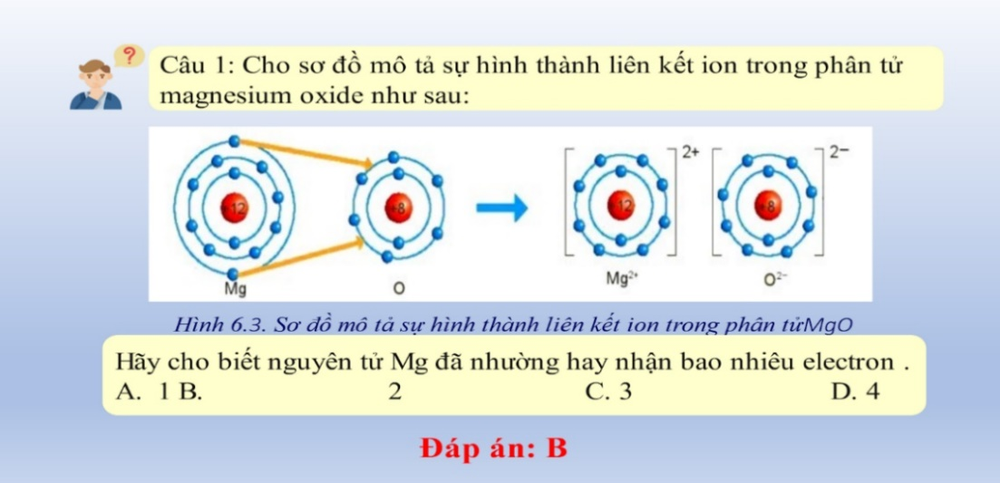 ?
Câu 1: Cho sơ đồ mô tả sự hình thành liên kết ion trong phân tử
magnesium oxide như sau:
+12
+8
+12
2+
+8
2−
Mg
O
Mg²⁺
O²⁻
Hình 6.3. Sơ đồ mô tả sự hình thành liên kết ion trong phân tửMgO
Hãy cho biết nguyên tử Mg đã nhường hay nhận bao nhiêu electron .
A. 1 B. 2 C. 3 D. 4
Đáp án: B